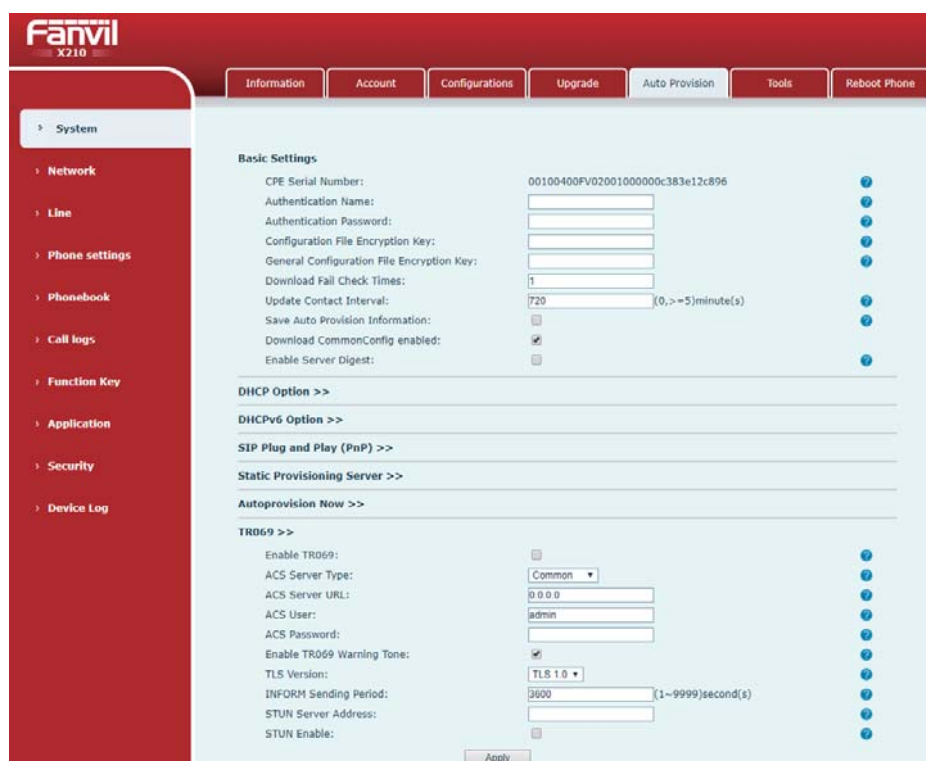 Fanvil
X210
Information Account Configurations Upgrade Auto Provision Tools Reboot Phone
› System
› Network
› Line
› Phone settings
› Phonebook
› Call logs
› Function Key
› Application
› Security
› Device Log
Basic Settings
CPE Serial Number: 00100400FV02001000000c383e12c896
Authentication Name:
Authentication Password:
Configuration File Encryption Key:
General Configuration File Encryption Key:
Download Fail Check Times: 1
Update Contact Interval: 720 (0,>=5)minute(s)
Save Auto Provision Information:
Download CommonConfig enabled:
Enable Server Digest:
DHCP Option >>
DHCPv6 Option >>
SIP Plug and Play (PnP) >>
Static Provisioning Server >>
Autoprovision Now >>
TR069 >>
Enable TR069:
ACS Server Type: Common
ACS Server URL: 0.0.0.0
ACS User: admin
ACS Password:
Enable TR069 Warning Tone:
TLS Version: TLS 1.0
INFORM Sending Period: 3600 (1~9999)second(s)
STUN Server Address:
STUN Enable:
Apply